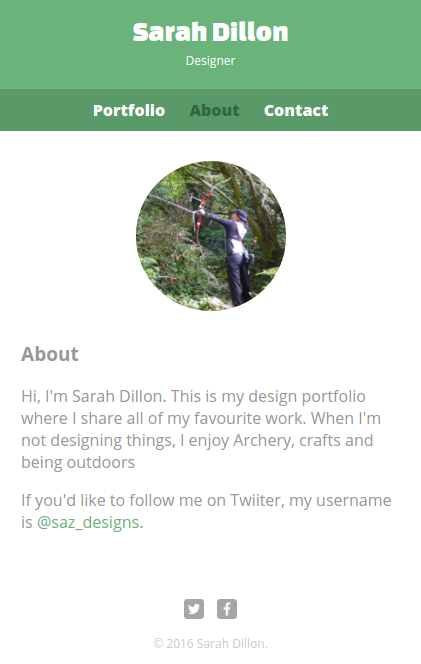 Sarah Dillon
Designer
Portfolio About Contact
About
Hi, I'm Sarah Dillon. This is my design portfolio
where I share all of my favourite work. When I'm
not designing things, I enjoy Archery, crafts and
being outdoors
If you'd like to follow me on Twiiter, my username
is @saz_designs.
© 2016 Sarah Dillon.